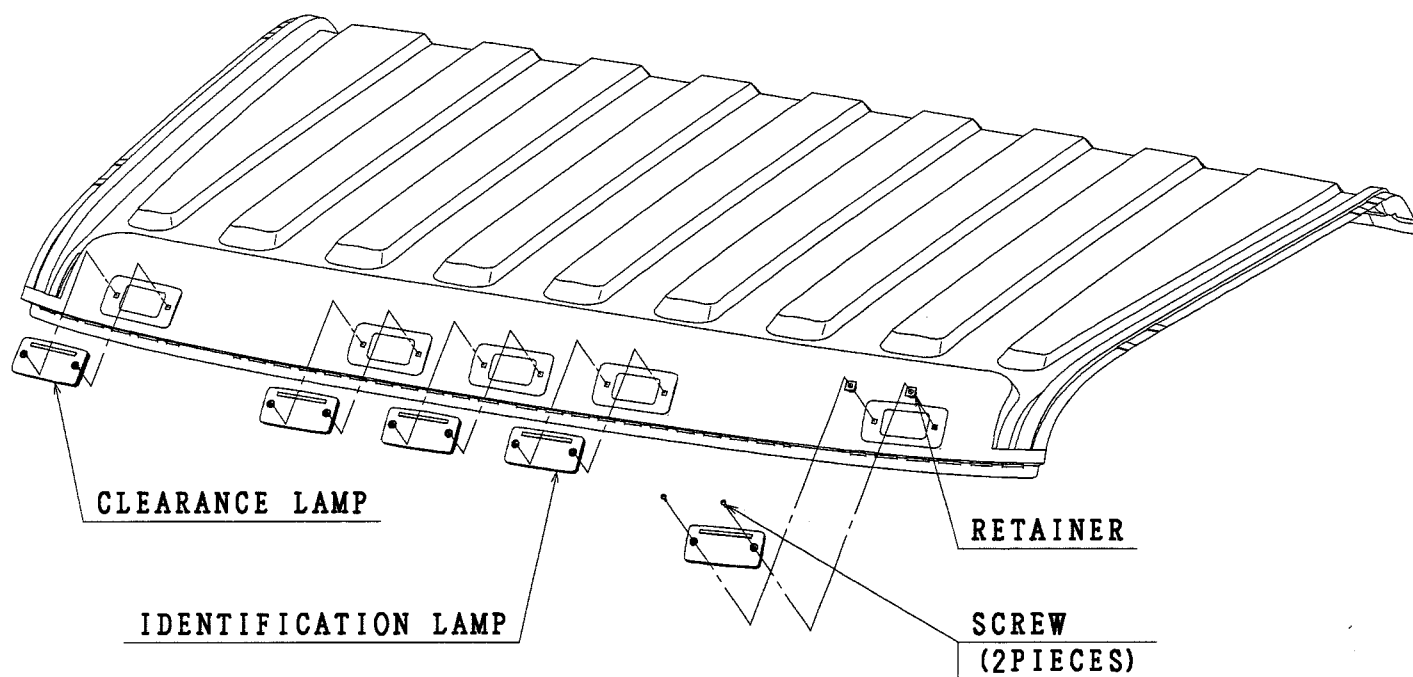 CLEARANCE LAMP
RETAINER
IDENTIFICATION LAMP
SCREW
(2PIECES)